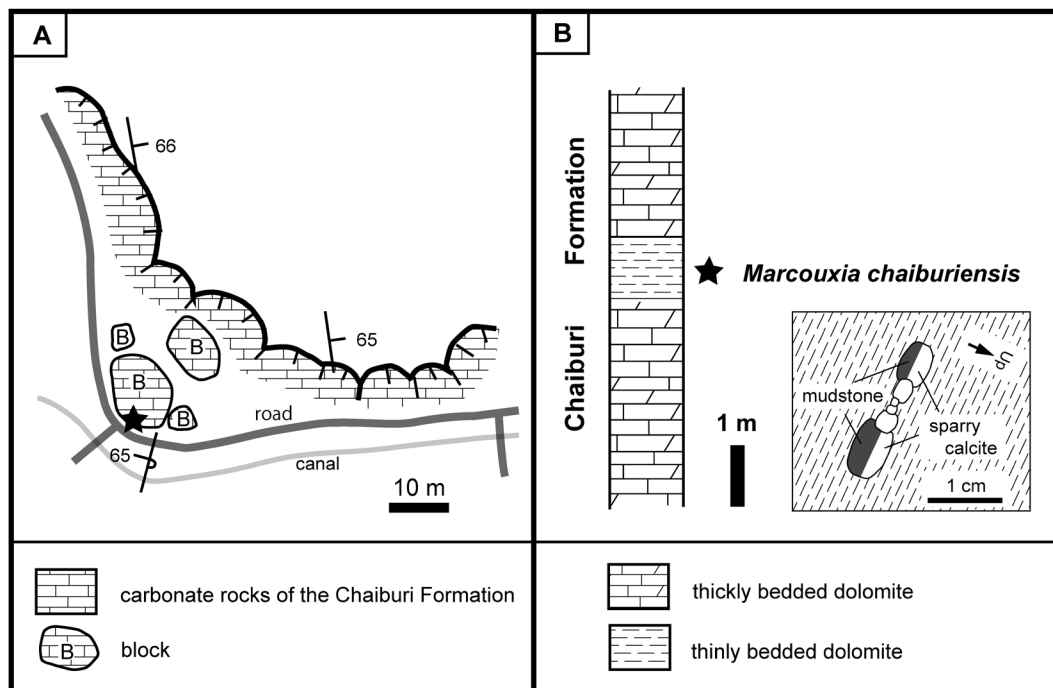 A
66
65
B
B
B
B
65
road
canal
10 m
carbonate rocks of the Chaiburi Formation
B
block
B
Chaiburi Formation
Marcouxia chaiburiensis
Up
mudstone
sparry
calcite
1 cm
1 m
thickly bedded dolomite
thinly bedded dolomite